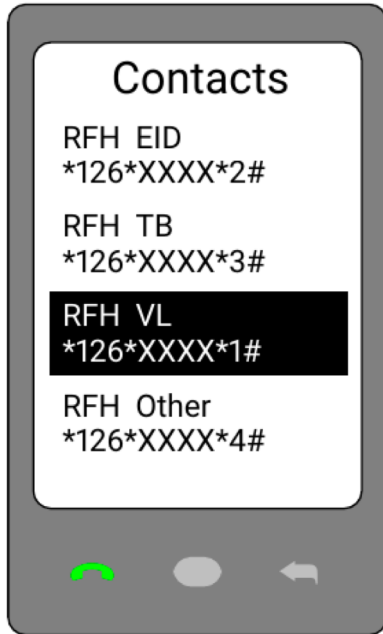 Contacts
RFH EID
*126*XXXX*2#
RFH TB
*126*XXXX*3#
RFH VL
*126*XXXX*1#
RFH Other
*126*XXXX*4#